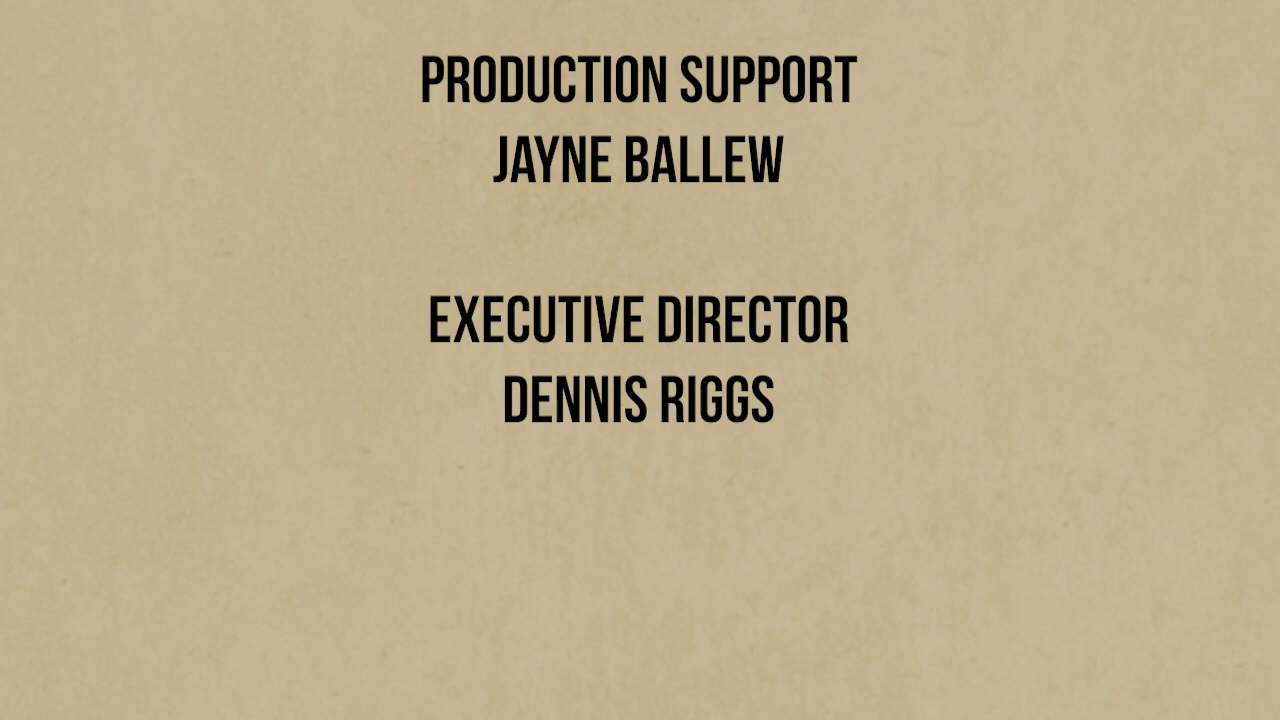 PRODUCTION SUPPORT
JAYNE BALLEW
EXECUTIVE DIRECTOR
DENNIS RIGGS